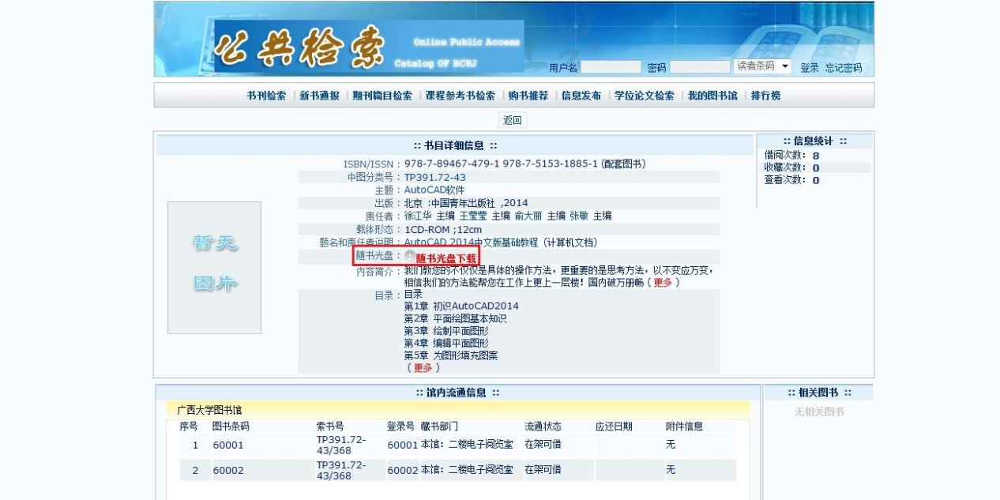 公共检索
Online Public Access
Catalog OF BCRJ
用户名 密码 读者条码 登录 忘记密码
书刊检索 新书通报 期刊篇目检索 课程参考书检索 购书推荐 信息发布 学位论文检索 我的图书馆 排行榜
返回
:: 书目详细信息 ::
ISBN/ISSN： 978-7-89467-479-1 978-7-5153-1885-1 (配套图书)
中图分类号： TP391.72-43
主题： AutoCAD软件
出版： 北京 :中国青年出版社 ,2014
责任者： 徐江华 主编 王莹莹 主编 俞大丽 主编 张敏 主编
载体形态： 1CD-ROM ;12cm
题名和责任者说明： AutoCAD 2014中文版基础教程（计算机文档）
随书光盘： 随书光盘下载
内容简介： 我们教您的不仅仅是具体的操作方法，更重要的是思考方法，以不变应万变，
相信我们的方法能帮您在工作上更上一层楼！国内破万册畅（ 更多 ）
目录： 目录
第1章 初识AutoCAD2014
第2章 平面绘图基本知识
第3章 绘制平面图形
第4章 编辑平面图形
第5章 为图形填充图案
（ 更多 ）
暂无
图片
:: 信息统计 ::
借阅次数： 8
收藏次数： 0
查看次数： 0
:: 馆内流通信息 ::
广西大学图书馆
序号 图书条码 索书号 登录号 藏书部门 流通状态 应还日期 附件信息
1 60001 TP391.72-43/368 60001 本馆：二楼电子阅览室 在架可借 无
2 60002 TP391.72-43/368 60002 本馆：二楼电子阅览室 在架可借 无
:: 相关图书 ::
无相关图书